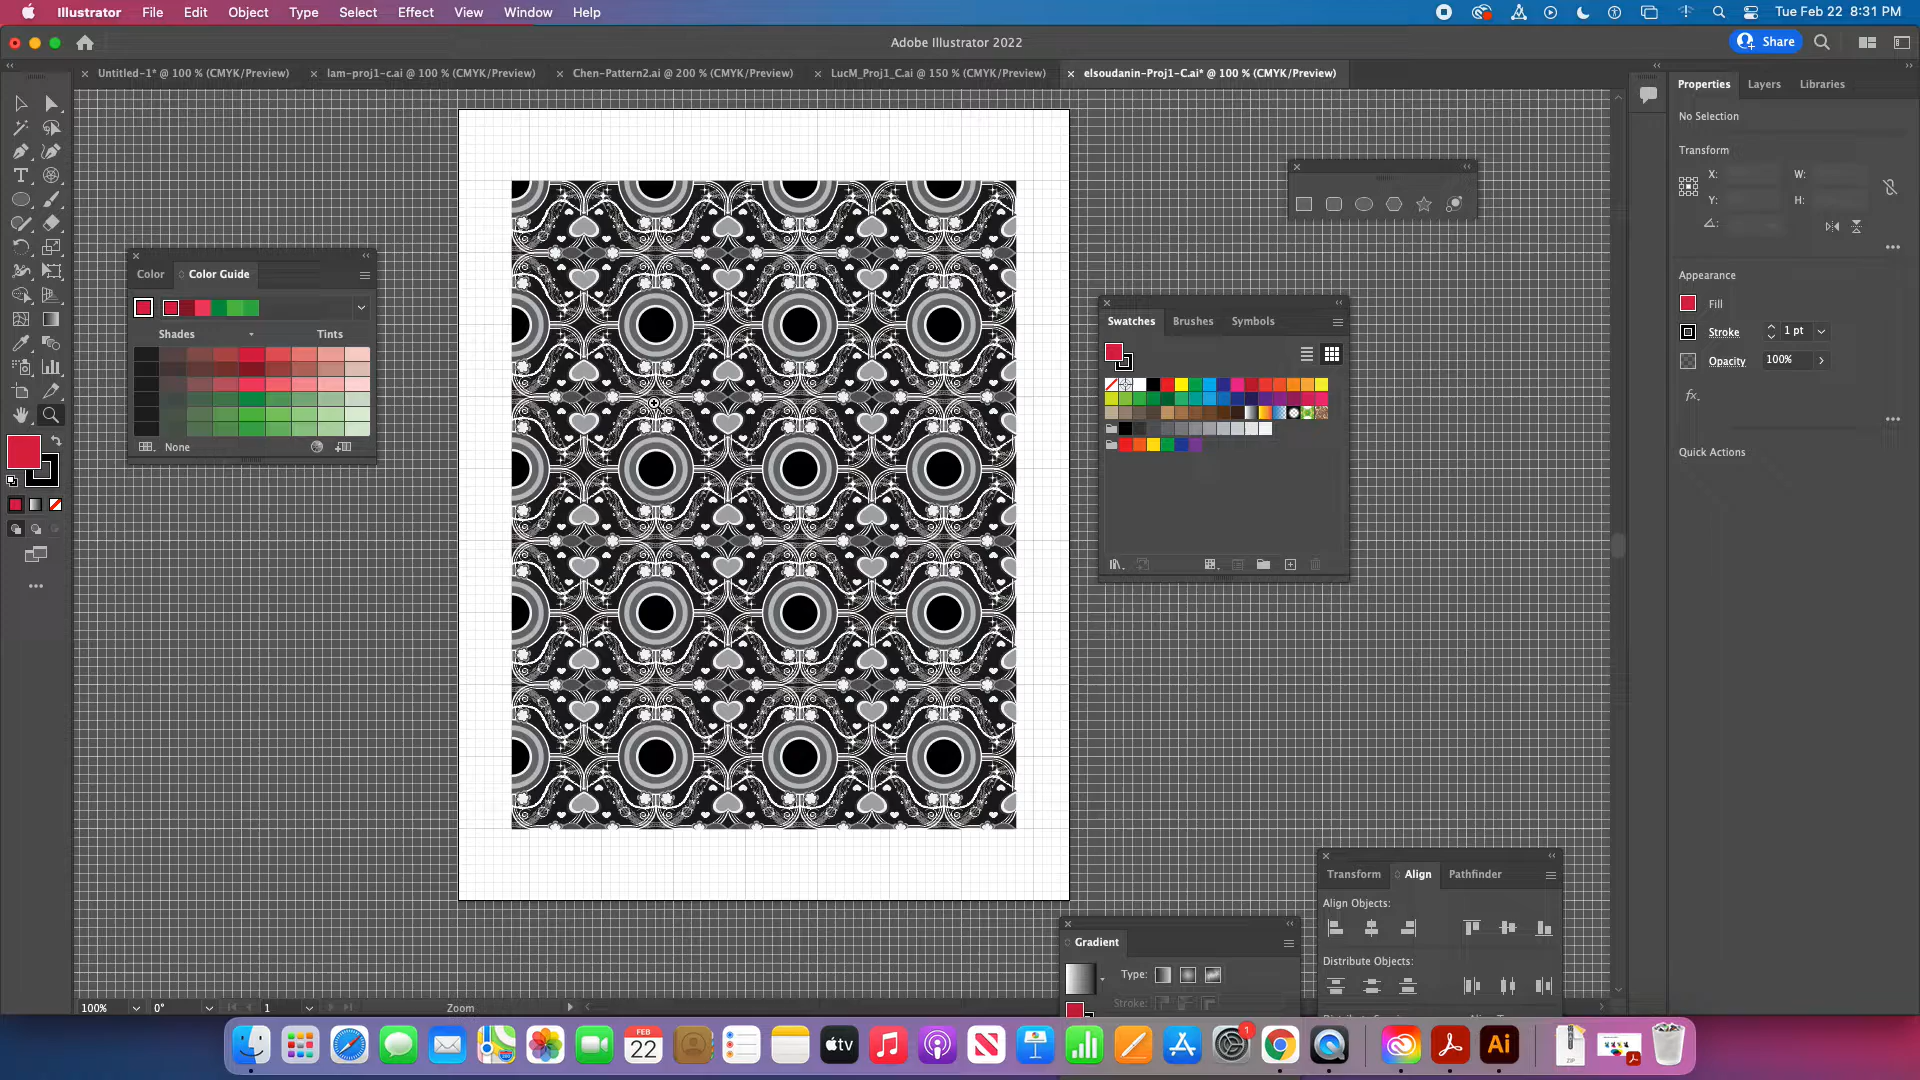 Illustrator File Edit Object Type Select Effect View Window Help
Tue Feb 22 8:31 PM
Adobe Illustrator 2022
Share
Untitled-1* @ 100 % (CMYK/Preview)
lam-proj1-c.ai @ 100 % (CMYK/Preview)
Chen-Pattern2.ai @ 200 % (CMYK/Preview)
LucM_Proj1_C.ai @ 150 % (CMYK/Preview)
elsoudanin-Proj1-C.ai* @ 100 % (CMYK/Preview)
Properties Layers Libraries
No Selection
Transform
X: W:
Y: H:
Appearance
Fill
Stroke 1 pt
Opacity 100%
fx.
Quick Actions
Color Color Guide
Shades Tints
None
Swatches Brushes Symbols
Transform Align Pathfinder
Align Objects:
Distribute Objects:
Gradient
Type:
Stroke:
100% 0° 1 Zoom
FEB
22
tv
1
ZIP
Ai